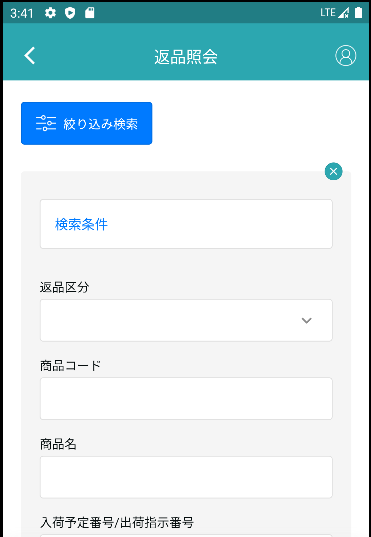 3:41
LTE
返品照会
絞り込み検索
検索条件
返品区分
商品コード
商品名
入荷予定番号/出荷指示番号